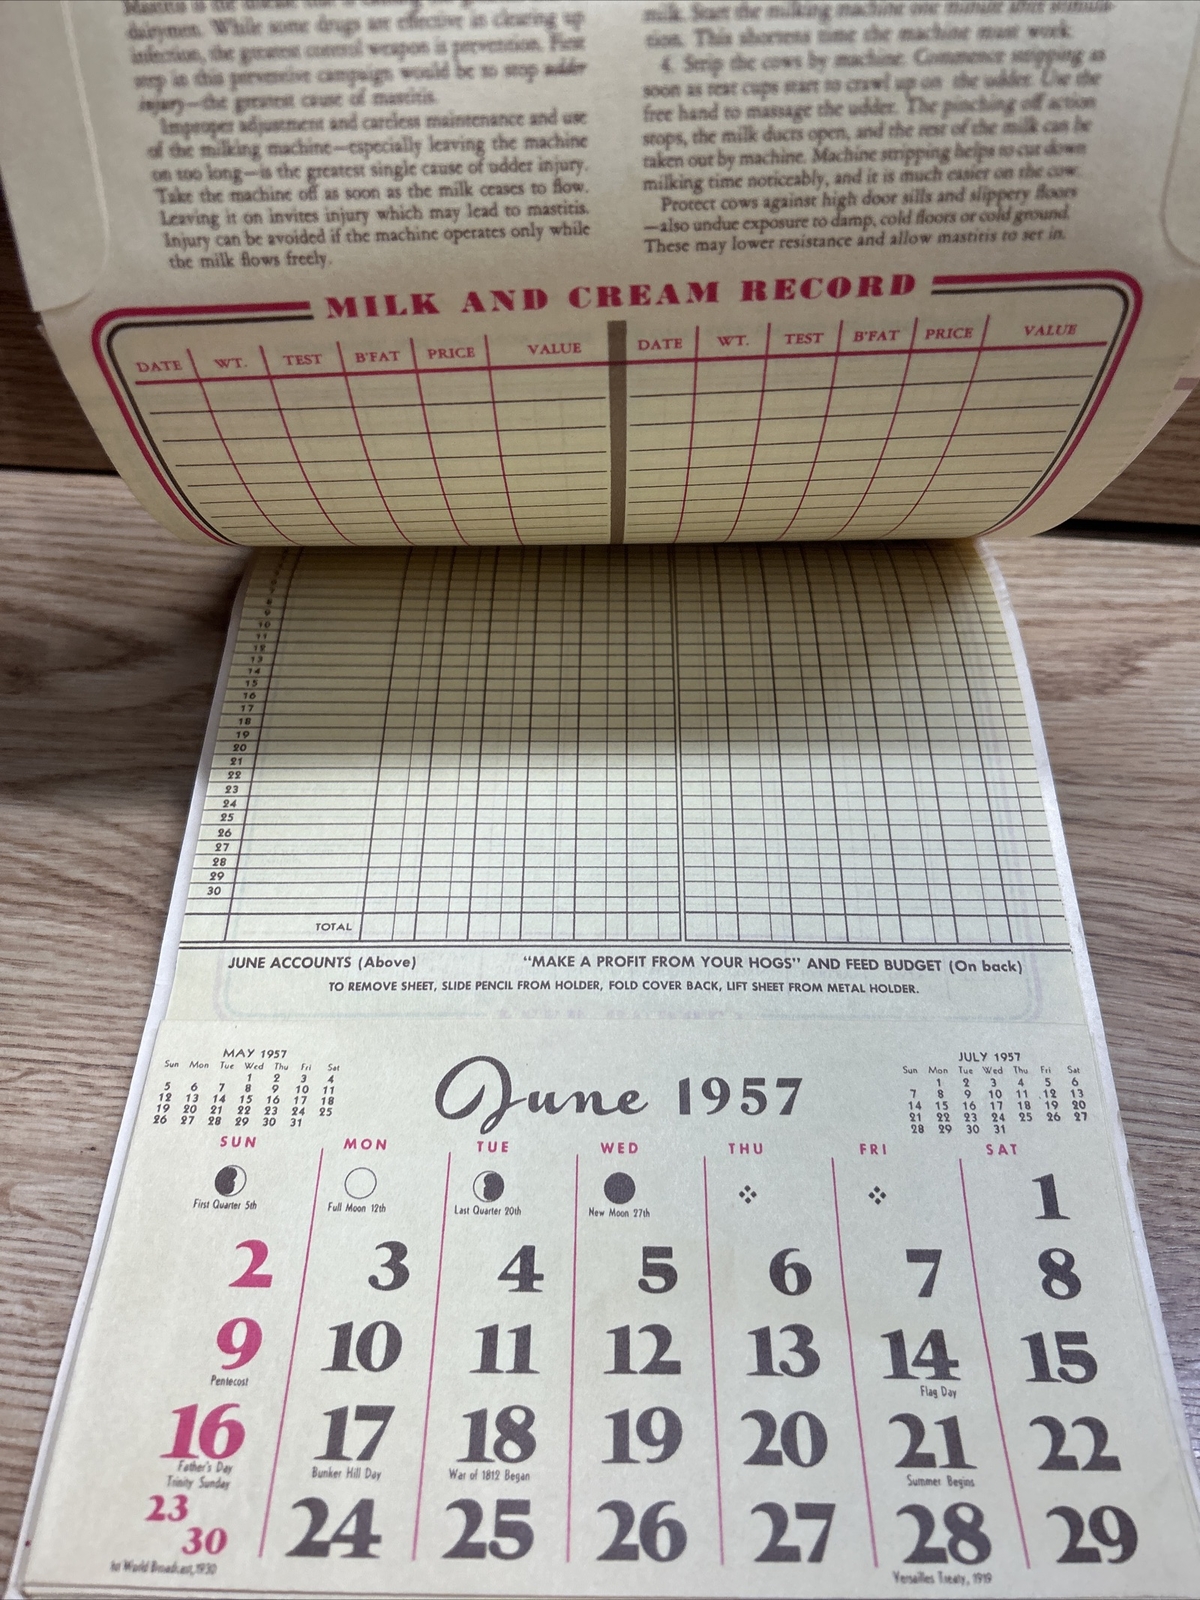 Mastitis is the disease that is
dairymen. While some drugs are effective in clearing up
infection, the greatest control weapon is prevention. First
step in this preventive campaign would be to stop udder
injury—the greatest cause of mastitis.
Improper adjustment and careless maintenance and use
of the milking machine—especially leaving the machine
on too long—is the greatest single cause of udder injury.
Take the machine off as soon as the milk ceases to flow.
Leaving it on invites injury which may lead to mastitis.
Injury can be avoided if the machine operates only while
the milk flows freely.
milk. Start the milking machine one minute after stimula-
tion. This shortens time the machine must work.
4. Strip the cows by machine. Commence stripping as
soon as teat cups start to crawl up on the udder. Use the
free hand to massage the udder. The pinching off action
stops, the milk ducts open, and the rest of the milk can be
taken out by machine. Machine stripping helps to cut down
milking time noticeably, and it is much easier on the cow.
Protect cows against high door sills and slippery floors
—also undue exposure to damp, cold floors or cold ground.
These may lower resistance and allow mastitis to set in.
MILK AND CREAM RECORD
DATE WT. TEST B'FAT PRICE VALUE DATE WT. TEST B'FAT PRICE VALUE
8
9
10
11
12
13
14
15
16
17
18
19
20
21
22
23
24
25
26
27
28
29
30
TOTAL
JUNE ACCOUNTS (Above) "MAKE A PROFIT FROM YOUR HOGS" AND FEED BUDGET (On back)
TO REMOVE SHEET, SLIDE PENCIL FROM HOLDER, FOLD COVER BACK, LIFT SHEET FROM METAL HOLDER.
MAY 1957
Sun Mon Tue Wed Thu Fri Sat
1 2 3 4
5 6 7 8 9 10 11
12 13 14 15 16 17 18
19 20 21 22 23 24 25
26 27 28 29 30 31
June 1957
JULY 1957
Sun Mon Tue Wed Thu Fri Sat
1 2 3 4 5 6
7 8 9 10 11 12 13
14 15 16 17 18 19 20
21 22 23 24 25 26 27
28 29 30 31
SUN MON TUE WED THU FRI SAT
First Quarter 5th Full Moon 12th Last Quarter 20th New Moon 27th 1
2 3 4 5 6 7 8
9 10 11 12 13 14 15
Pentecost Flag Day
16 17 18 19 20 21 22
Father's Day Bunker Hill Day War of 1812 Began Summer Begins
Trinity Sunday
23 30 24 25 26 27 28 29
1st World Broadcast, 1930 Versailles Treaty, 1919